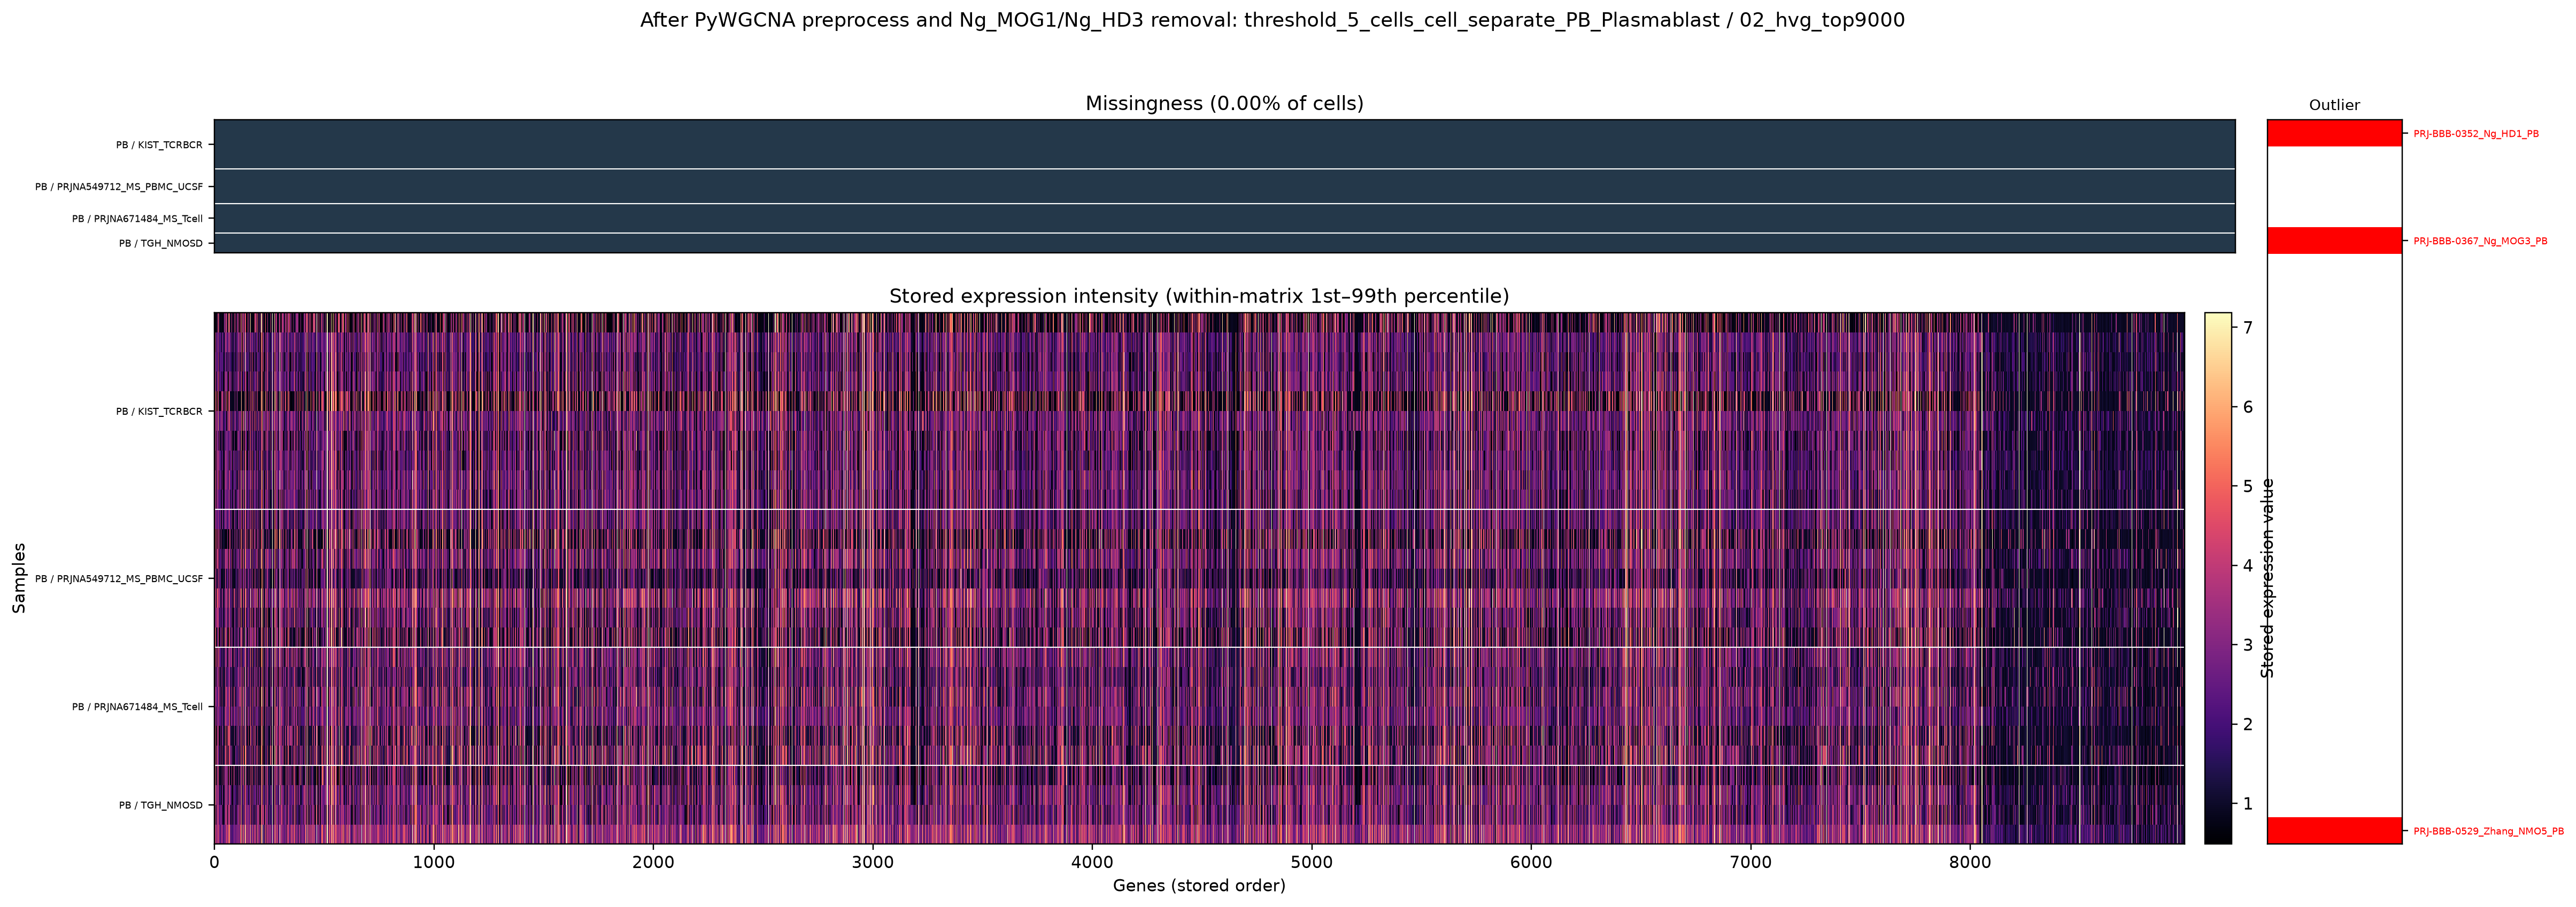 After PyWGCNA preprocess and Ng_MOG1/Ng_HD3 removal: threshold_5_cells_cell_separate_PB_Plasmablast / 02_hvg_top9000
Missingness (0.00% of cells)
PB / KIST_TCRBCR
PB / PRJNA549712_MS_PBMC_UCSF
PB / PRJNA671484_MS_Tcell
PB / TGH_NMOSD
Outlier
PRJ-BBB-0352_Ng_HD1_PB
PRJ-BBB-0367_Ng_MOG3_PB
PRJ-BBB-0529_Zhang_NMO5_PB
Stored expression intensity (within-matrix 1st–99th percentile)
Samples
PB / KIST_TCRBCR
PB / PRJNA549712_MS_PBMC_UCSF
PB / PRJNA671484_MS_Tcell
PB / TGH_NMOSD
0 1000 2000 3000 4000 5000 6000 7000 8000
Genes (stored order)
7
6
5
4
3
2
1
Stored expression value